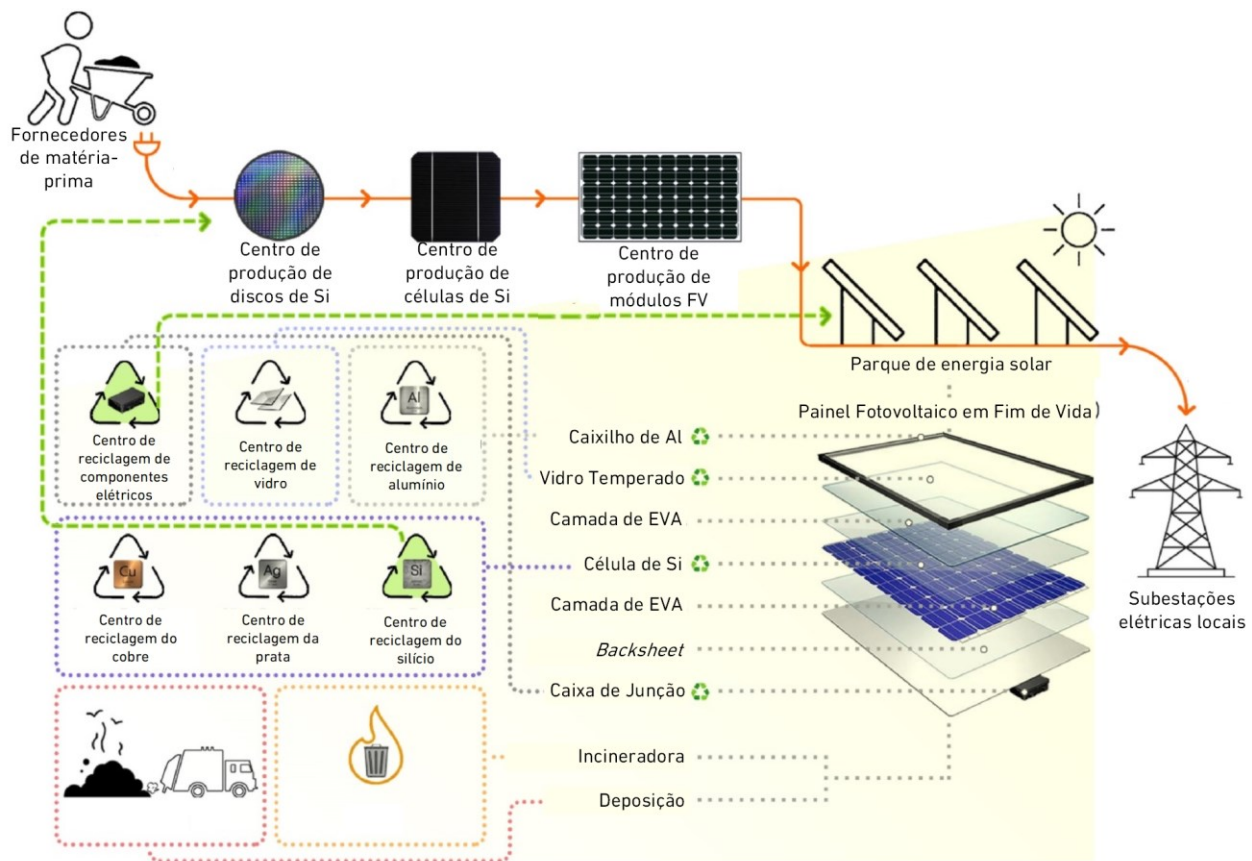 Fornecedores
de matéria-
prima
Centro de
produção de
discos de Si
Centro de
produção de
células de Si
Centro de
produção de
módulos FV
Parque de energia solar
Painel Fotovoltaico em Fim de Vida)
Centro de
reciclagem de
componentes
elétricos
Centro de
reciclagem de
vidro
Al
Centro de
reciclagem de
alumínio
Caixilho de Al
Vidro Temperado
Camada de EVA
Célula de Si
Camada de EVA
Backsheet
Caixa de Junção
Cu
Centro de
reciclagem do
cobre
Ag
Centro de
reciclagem da
prata
Si
Centro de
reciclagem do
silício
Subestações
elétricas locais
Incineradora
Deposição